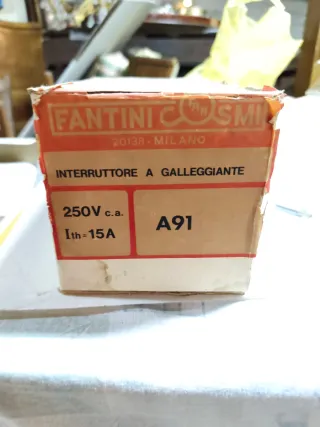 FANTINI COSMI
20138 - MILANO
INTERRUTTORE A GALLEGGIANTE
250V c.a.
Ith = 15A
A91